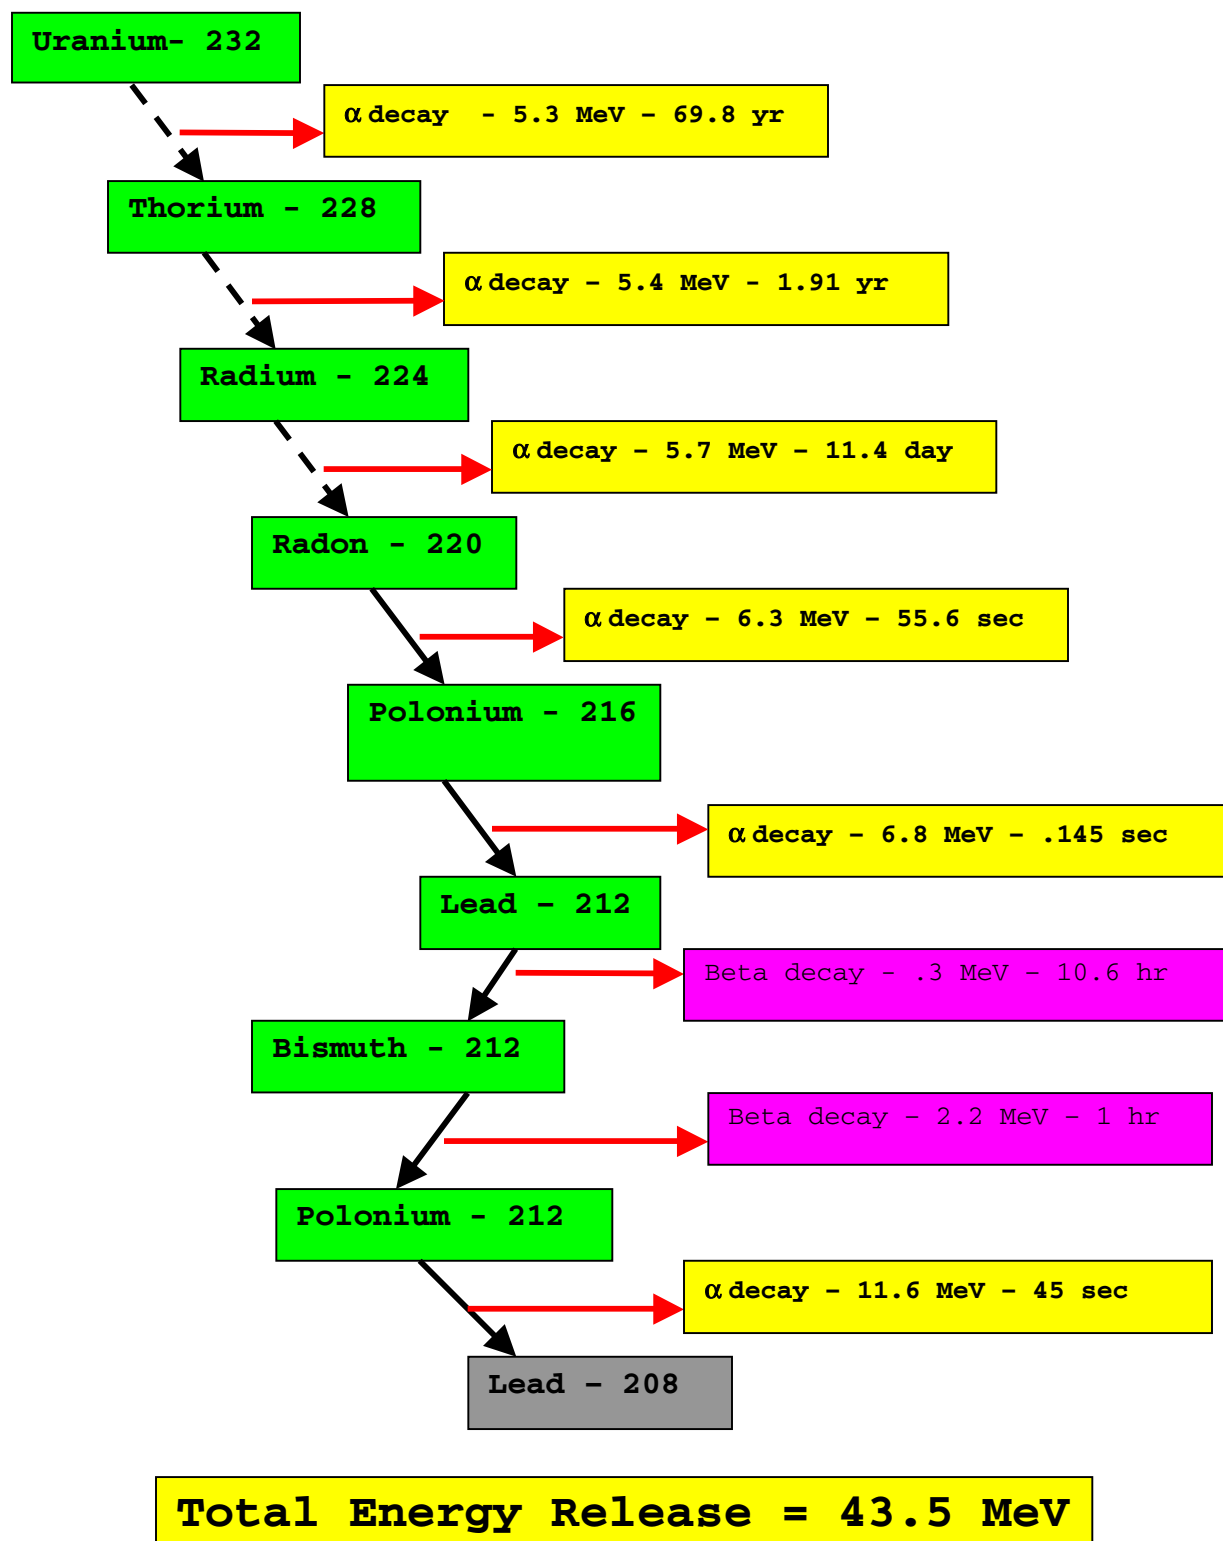 Uranium- 232
α decay - 5.3 MeV – 69.8 yr
Thorium - 228
α decay – 5.4 MeV - 1.91 yr
Radium - 224
α decay – 5.7 MeV – 11.4 day
Radon - 220
α decay – 6.3 MeV – 55.6 sec
Polonium - 216
α decay – 6.8 MeV – .145 sec
Lead – 212
Beta decay - .3 MeV – 10.6 hr
Bismuth - 212
Beta decay – 2.2 MeV – 1 hr
Polonium - 212
α decay – 11.6 MeV – 45 sec
Lead – 208
Total Energy Release = 43.5 MeV